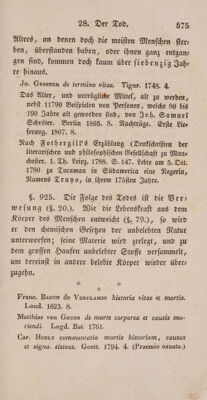 28. Der Tod. 575
Alters, an denen doch die meisten Menschen ster-
ben, überstanden haben, oder ihnen ganz entgan-
gen sind, kommen doch kaum über siebenzig Jah-
re hinaus.
Jo. Gessner de termino vitae. Tigur. 1748. 4.
Das Alter, und untrügliche Mittel, alt zu werden,
nebst 11790 Beispielen von Personen, welche 80 bis
190 Jahre alt geworden sind, von Joh. Samuel
Schröter. Berlin. 1805. 8. Nachträge. Erste Lie-
ferung. 1807. 8.
Nach Fothergill's Erzählung (Denkschriften der
literarischen und philosophischen Gesellschaft zu Man-
chester. 1. Th. Leipz. 1788. S. 147. lebte am 5. Oct.
1780 zu Tucoman in Südamerica eine Negerin,
Namens Truxo, in ihrem 175sten Jahre.
§. 925. Die Folge des Todes ist die Ver-
wesung (§. 20.). Wie die Lebenskraft aus dem
Körper des Menschen entweicht (§. 79.), so wird
er den chemischen Gesetzen der unbelebten Natur
unterworfen; seine Materie wird zerlegt, und zu
dem großen Haufen unbelebter Stoffe versammelt,
um dereinst in andere belebte Körper wieder über-
zugehn.
Franc. Bacon de Verulamio historia vitae et mortis.
Lond. 1623. 8.
Matthias van Geuns de morte corporea et causis mo-
riendi. Lugd. Bat. 1761.
Car. Himly commentatio mortis historiam, causas
et signa sistens. Goett. 1794. 4. (Praemio ornata.)